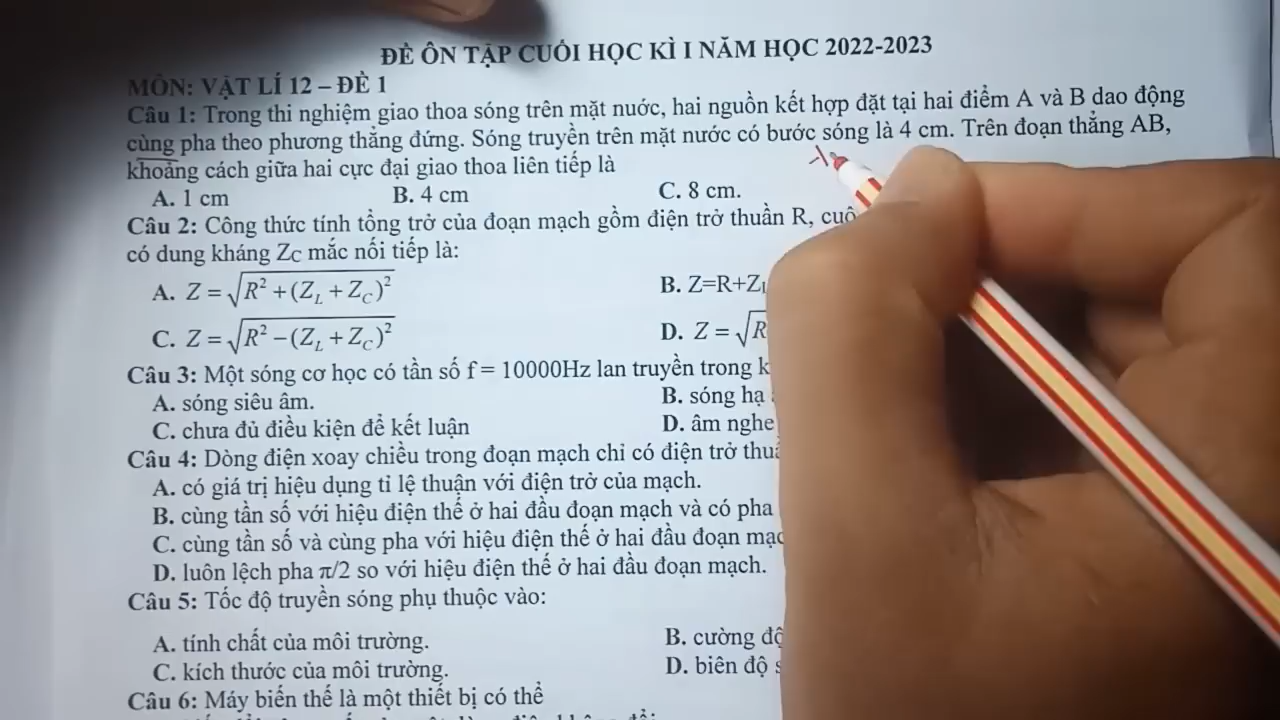 ĐỀ ÔN TẬP CUỐI HỌC KÌ I NĂM HỌC 2022-2023
MÔN: VẬT LÍ 12 – ĐỀ 1
Câu 1: Trong thi nghiệm giao thoa sóng trên mặt nuớc, hai nguồn kết hợp đặt tại hai điểm A và B dao động
cùng pha theo phương thẳng đứng. Sóng truyền trên mặt nước có bước sóng là 4 cm. Trên đoạn thẳng AB,
khoảng cách giữa hai cực đại giao thoa liên tiếp là
A. 1 cm B. 4 cm C. 8 cm.
Câu 2: Công thức tính tổng trở của đoạn mạch gồm điện trở thuần R,
có dung kháng Z_C mắc nối tiếp là:
A. Z = √(R² + (Z_L + Z_C)²) B. Z=R+Z
C. Z = √(R² − (Z_L + Z_C)²) D. Z = √R
Câu 3: Một sóng cơ học có tần số f = 10000Hz lan truyền trong k
A. sóng siêu âm. B. sóng hạ
C. chưa đủ điều kiện để kết luận D. âm nghe
Câu 4: Dòng điện xoay chiều trong đoạn mạch chỉ có điện trở
A. có giá trị hiệu dụng tỉ lệ thuận với điện trở của mạch.
B. cùng tần số với hiệu điện thế ở hai đầu đoạn mạch và có pha
C. cùng tần số và cùng pha với hiệu điện thế ở hai đầu đoạn
D. luôn lệch pha π/2 so với hiệu điện thế ở hai đầu đoạn mạch.
Câu 5: Tốc độ truyền sóng phụ thuộc vào:
A. tính chất của môi trường. B. cường độ
C. kích thước của môi trường. D. biên độ s
Câu 6: Máy biến thế là một thiết bị có thể